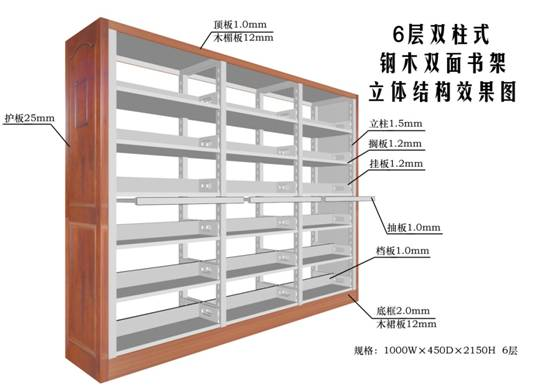 6层双柱式
钢木双面书架
立体结构效果图
顶板1.0mm
木楣板12mm
护板25mm
立柱1.5mm
搁板1.2mm
挂板1.2mm
抽板1.0mm
档板1.0mm
底框2.0mm
木裙板12mm
规格：1000W×450D×2150H 6层